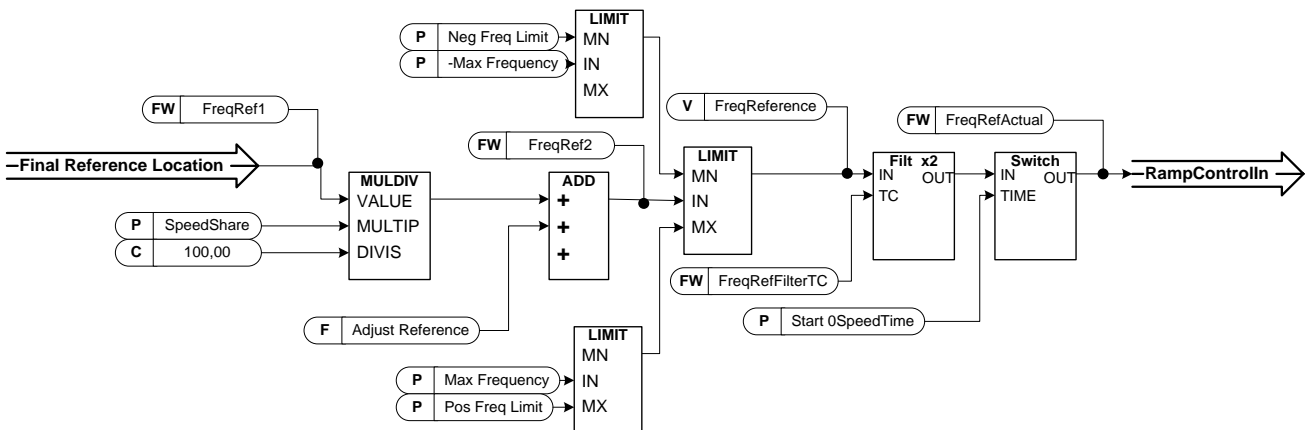 LIMIT
P Neg Freq Limit
MN
P -Max Frequency
IN
MX
FW FreqRef1
V FreqReference
FW FreqRefActual
Final Reference Location
FW FreqRef2
LIMIT
MN
IN
MX
Filt x2
IN
OUT
TC
Switch
IN
OUT
TIME
RampControlIn
MULDIV
VALUE
MULTIP
DIVIS
ADD
+
+
+
P SpeedShare
C 100,00
FW FreqRefFilterTC
F Adjust Reference
P Start 0SpeedTime
LIMIT
MN
IN
MX
P Max Frequency
P Pos Freq Limit